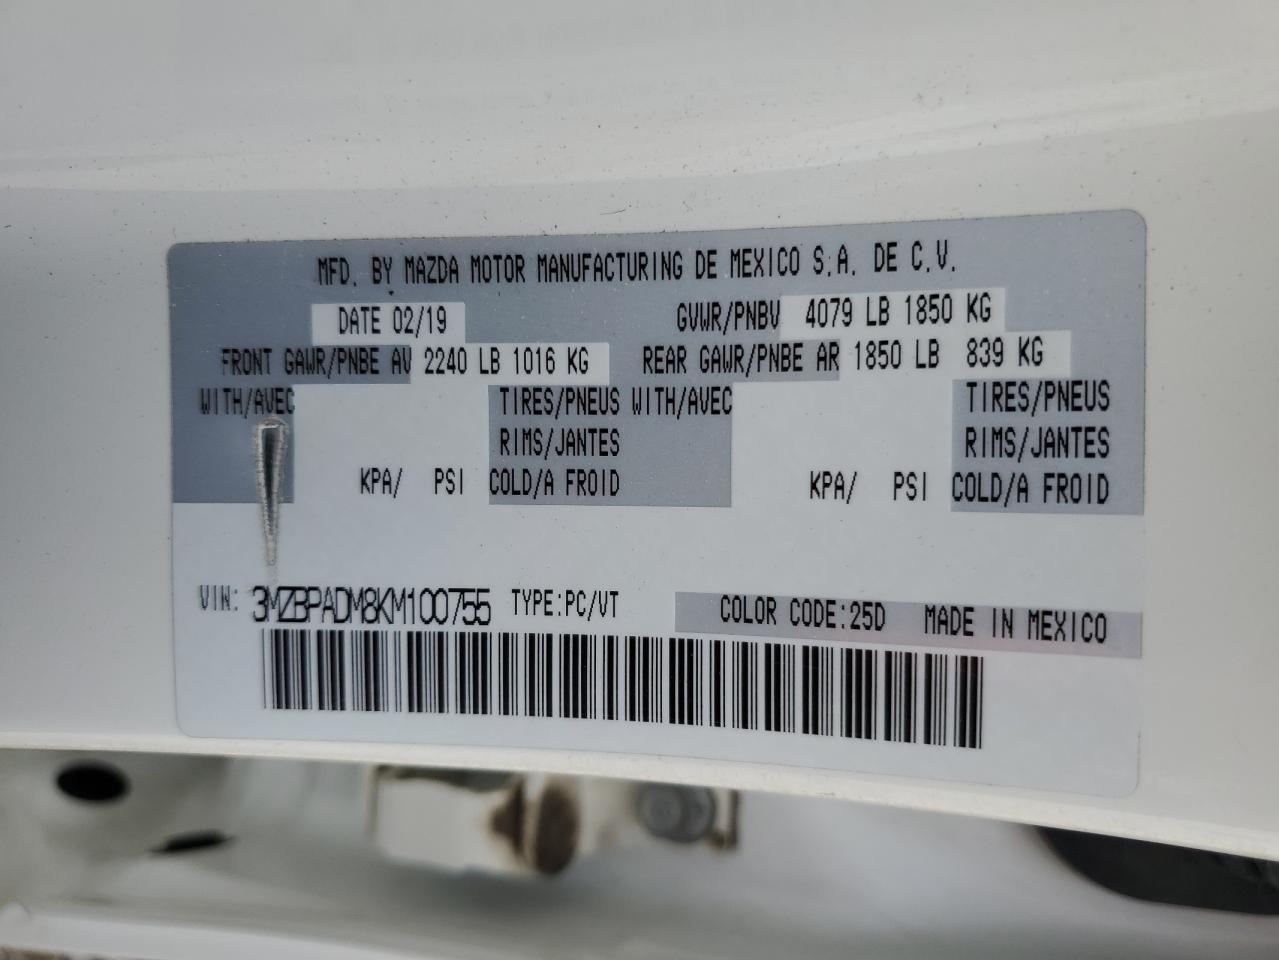 MFD. BY MAZDA MOTOR MANUFACTURING DE MEXICO S.A. DE C.V.
DATE 02/19 GVWR/PNBV 4079 LB 1850 KG
FRONT GAWR/PNBE AV 2240 LB 1016 KG REAR GAWR/PNBE AR 1850 LB 839 KG
WITH/AVEC TIRES/PNEUS WITH/AVEC TIRES/PNEUS
RIMS/JANTES RIMS/JANTES
KPA/ PSI COLD/A FROID KPA/ PSI COLD/A FROID
VIN: 3MZBPADM8KM100755 TYPE:PC/VT COLOR CODE:25D MADE IN MEXICO